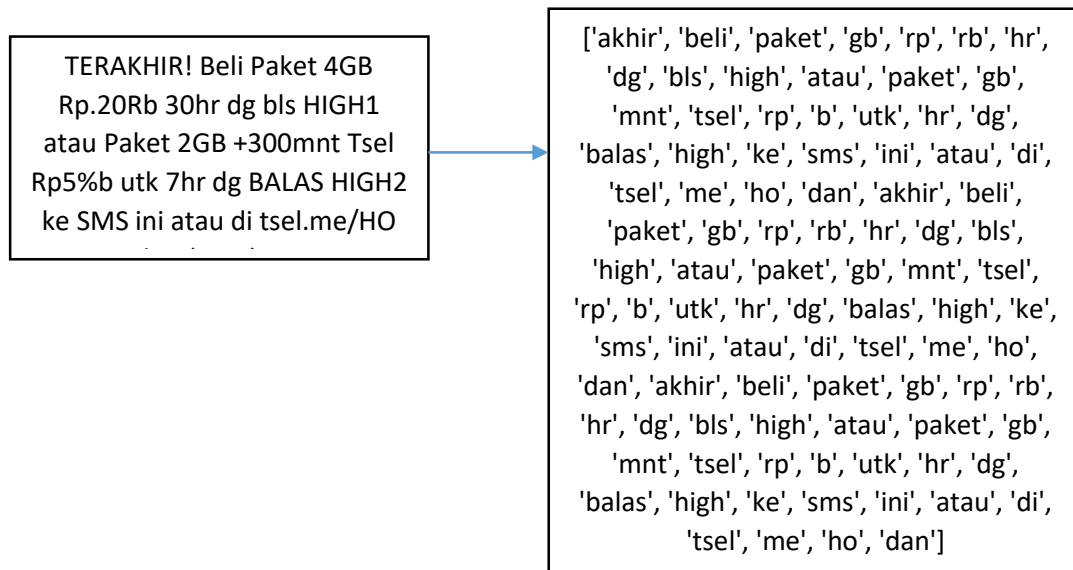 TERAKHIR! Beli Paket 4GB
Rp.20Rb 30hr dg bls HIGH1
atau Paket 2GB +300mnt Tsel
Rp5%b utk 7hr dg BALAS HIGH2
ke SMS ini atau di tsel.me/HO
['akhir', 'beli', 'paket', 'gb', 'rp', 'rb', 'hr',
'dg', 'bls', 'high', 'atau', 'paket', 'gb',
'mnt', 'tsel', 'rp', 'b', 'utk', 'hr', 'dg',
'balas', 'high', 'ke', 'sms', 'ini', 'atau', 'di',
'tsel', 'me', 'ho', 'dan', 'akhir', 'beli',
'paket', 'gb', 'rp', 'rb', 'hr', 'dg', 'bls',
'high', 'atau', 'paket', 'gb', 'mnt', 'tsel',
'rp', 'b', 'utk', 'hr', 'dg', 'balas', 'high', 'ke',
'sms', 'ini', 'atau', 'di', 'tsel', 'me', 'ho',
'dan', 'akhir', 'beli', 'paket', 'gb', 'rp', 'rb',
'hr', 'dg', 'bls', 'high', 'atau', 'paket', 'gb',
'mnt', 'tsel', 'rp', 'b', 'utk', 'hr', 'dg',
'balas', 'high', 'ke', 'sms', 'ini', 'atau', 'di',
'tsel', 'me', 'ho', 'dan']